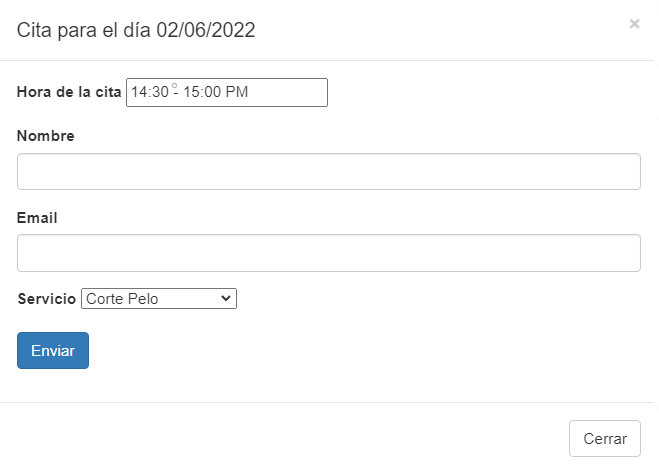 Cita para el día 02/06/2022
×
Hora de la cita 14:30 - 15:00 PM
Nombre
Email
Servicio Corte Pelo
Enviar
Cerrar